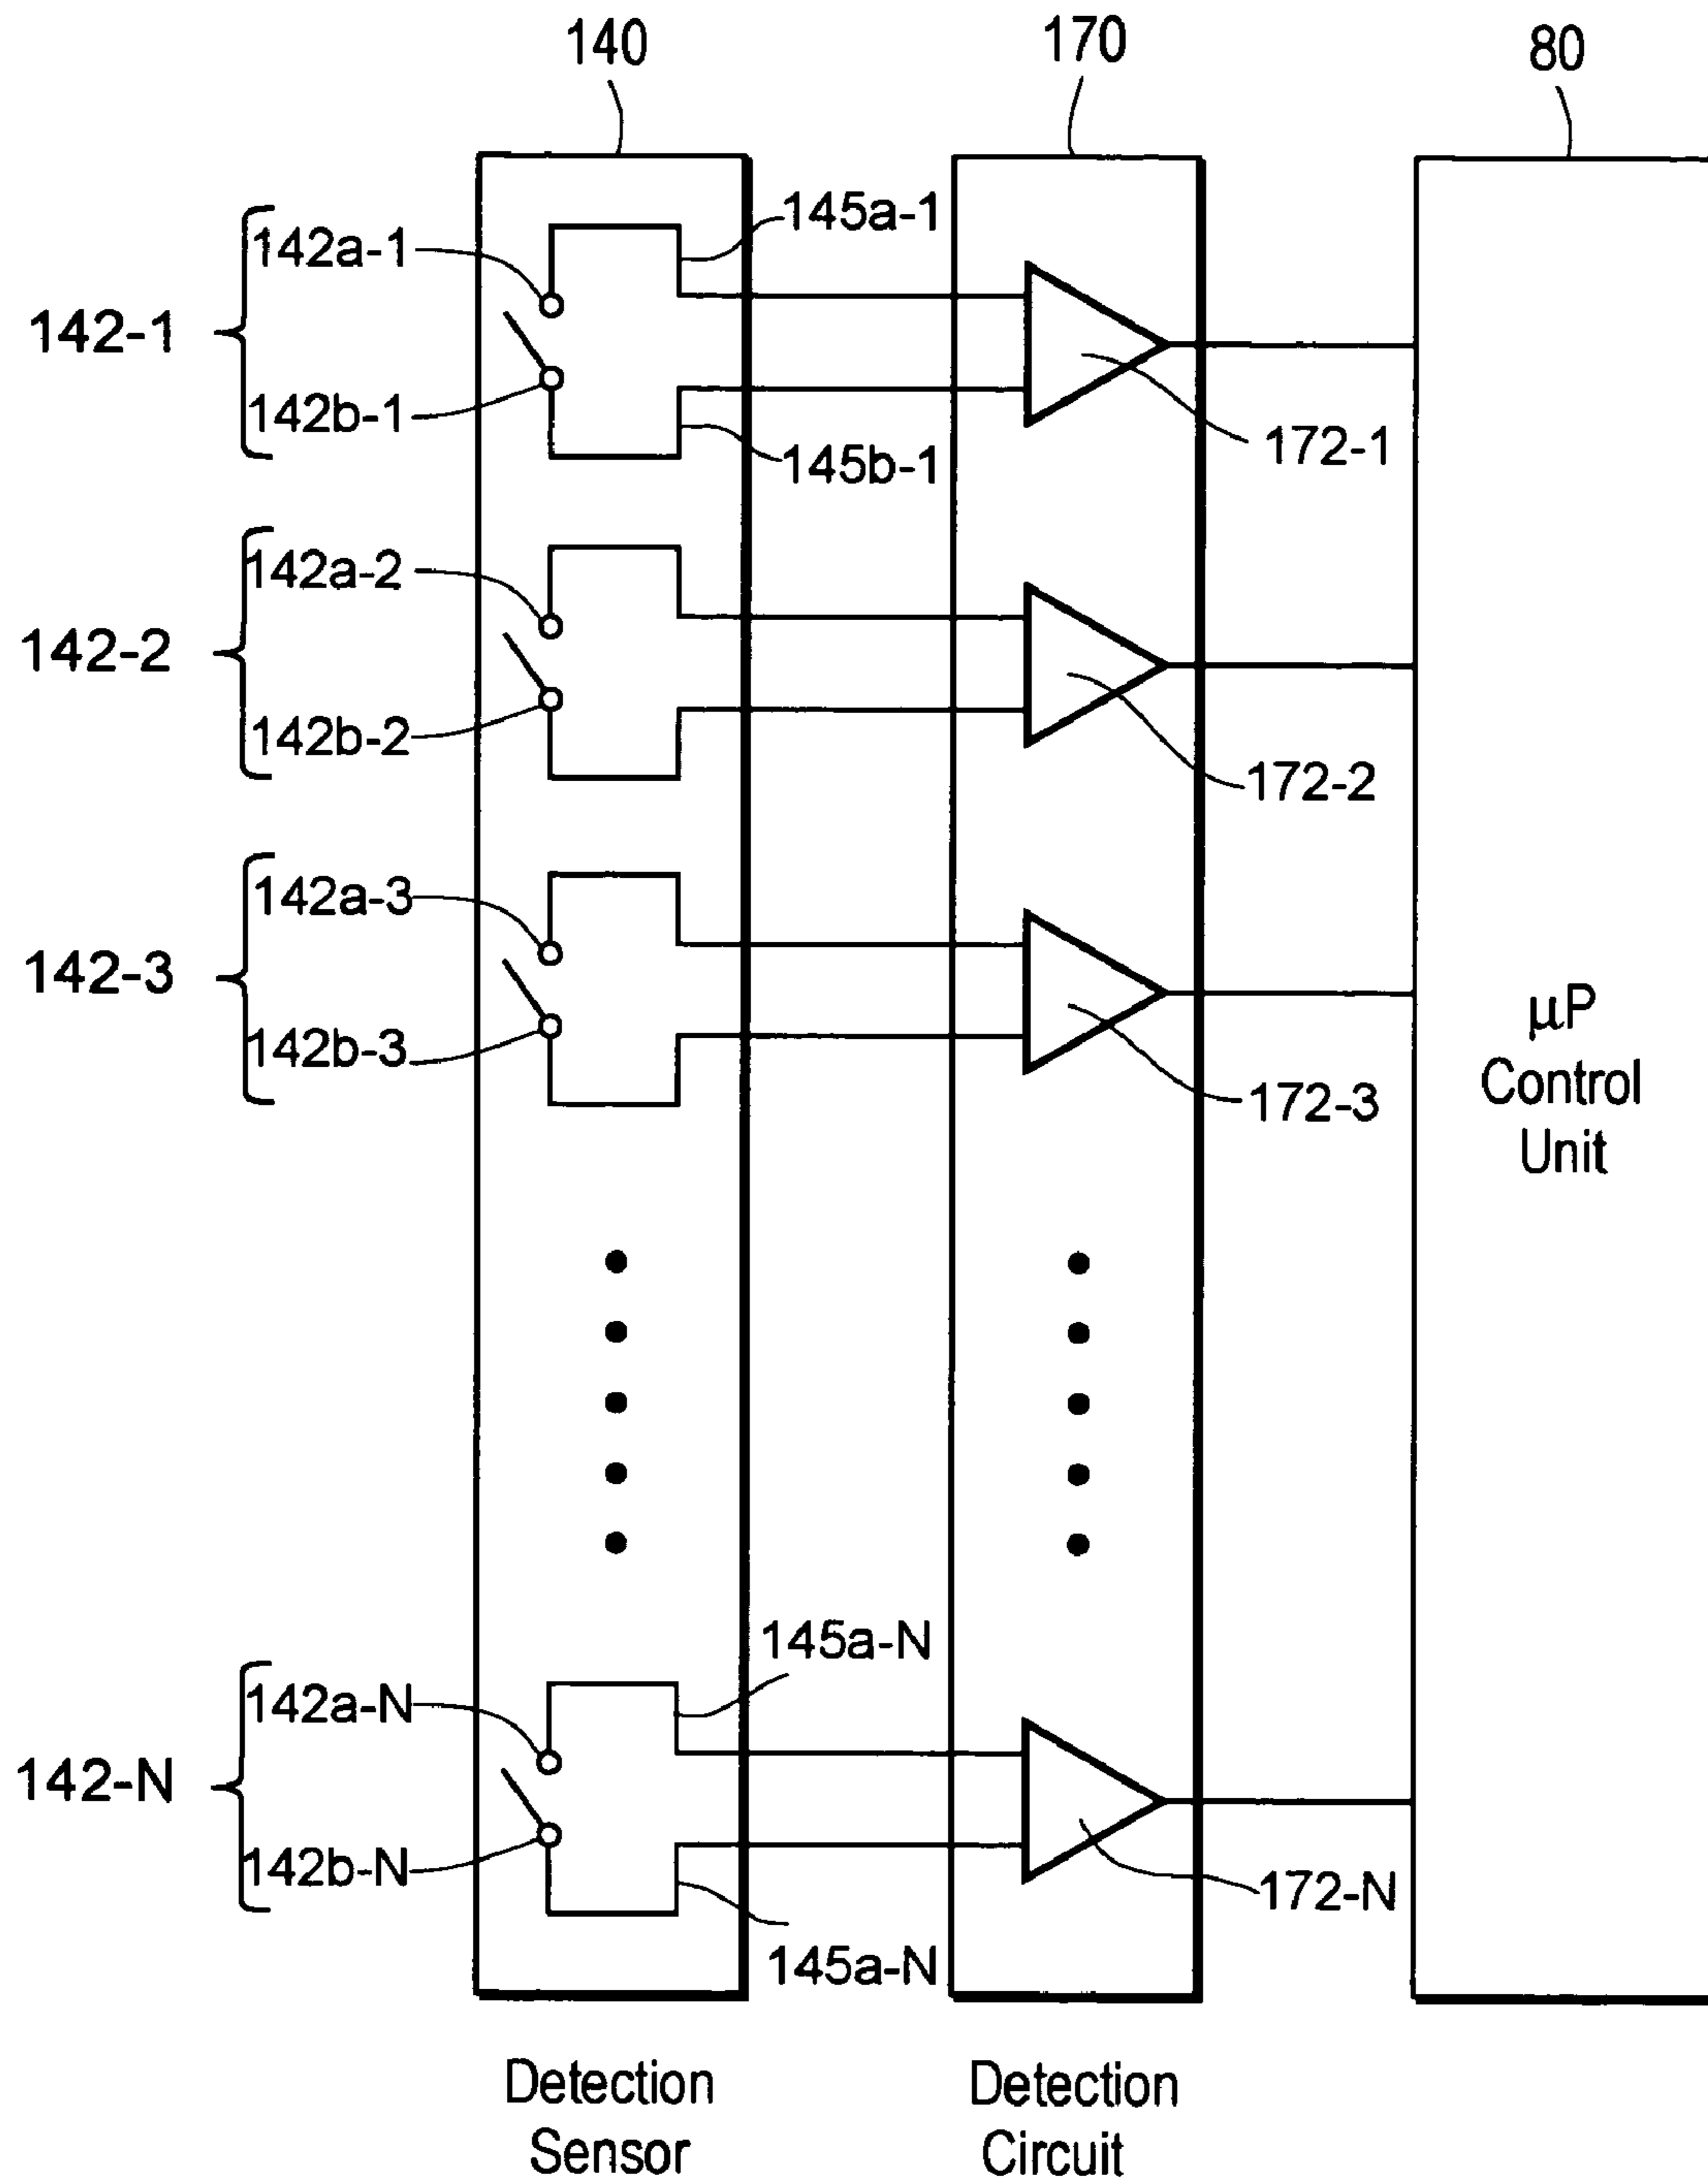 140
170
80
145a-1
142a-1
142-1
142b-1
145b-1
172-1
142a-2
142-2
142b-2
172-2
142a-3
142-3
142b-3
172-3
µP
Control
Unit
145a-N
142a-N
142-N
142b-N
172-N
145a-N
Detection
Sensor
Detection
Circuit